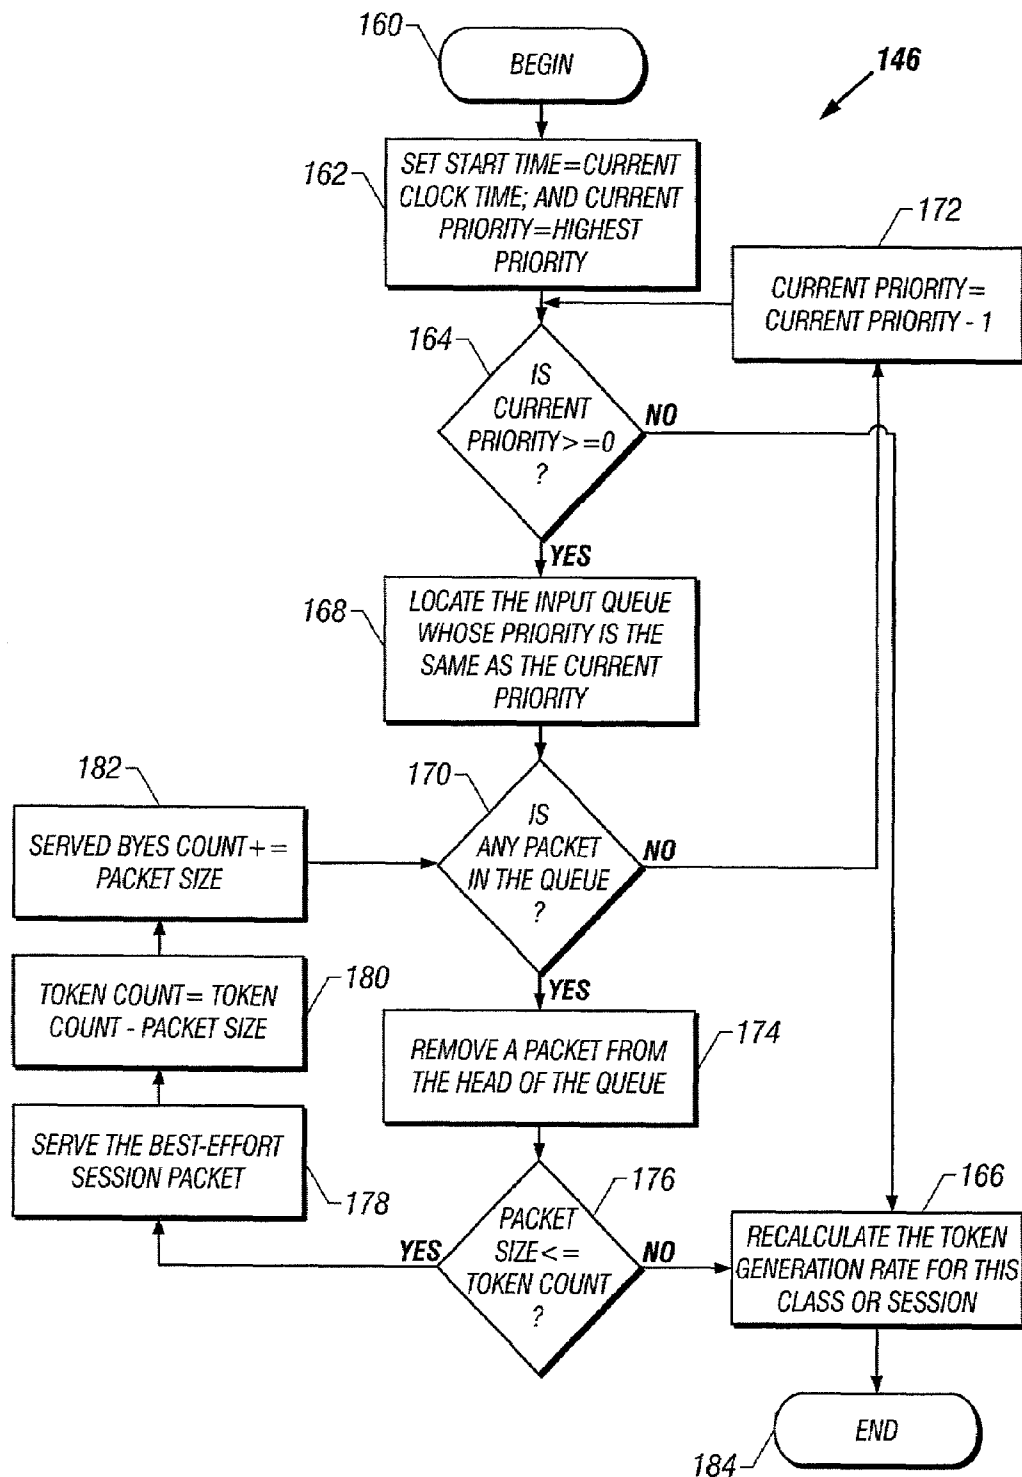 160
BEGIN
146
162
SET START TIME=CURRENT
CLOCK TIME; AND CURRENT
PRIORITY=HIGHEST
PRIORITY
172
CURRENT PRIORITY=
CURRENT PRIORITY - 1
164
IS
CURRENT
PRIORITY>=0
?
NO
YES
168
LOCATE THE INPUT QUEUE
WHOSE PRIORITY IS THE
SAME AS THE CURRENT
PRIORITY
182
SERVED BYES COUNT+=
PACKET SIZE
170
IS
ANY PACKET
IN THE QUEUE
?
NO
YES
180
TOKEN COUNT= TOKEN
COUNT - PACKET SIZE
174
REMOVE A PACKET FROM
THE HEAD OF THE QUEUE
178
SERVE THE BEST-EFFORT
SESSION PACKET
176
PACKET
SIZE<=
TOKEN COUNT
?
YES
NO
166
RECALCULATE THE TOKEN
GENERATION RATE FOR THIS
CLASS OR SESSION
END
184